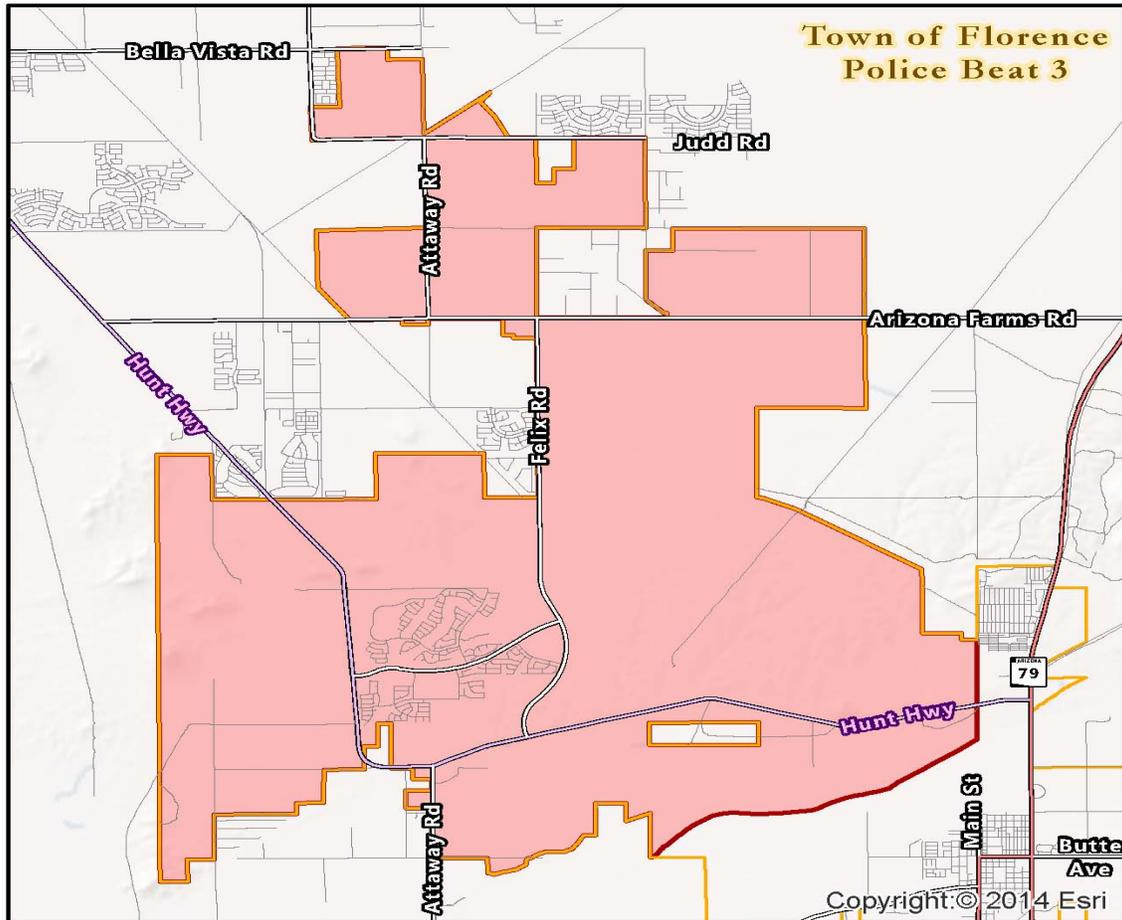 Town of Florence
Police Beat 3
Bella Vista Rd
Judd Rd
Attaway Rd
Arizona Farms Rd
Hunt Hwy
Felix Rd
ARIZONA
79
Hunt Hwy
Attaway Rd
Main St
Butte
Ave
Copyright:© 2014 Esri